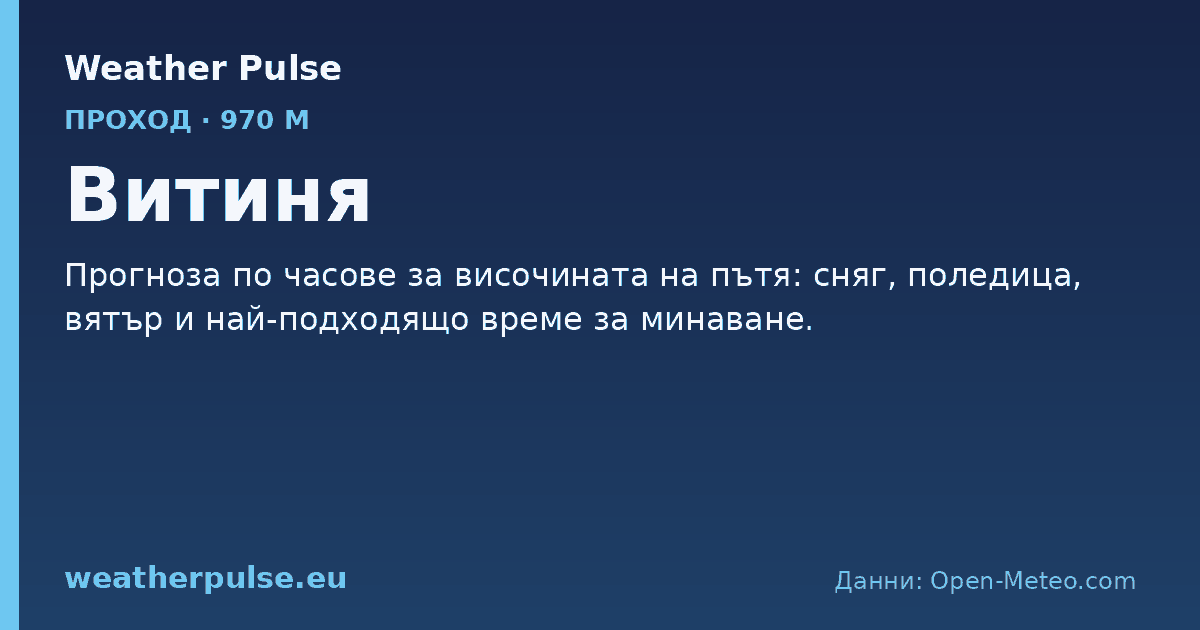 Weather Pulse
ПРОХОД · 970 М
Витиня
Прогноза по часове за височината на пътя: сняг, поледица,
вятър и най-подходящо време за минаване.
weatherpulse.eu
Данни: Open-Meteo.com